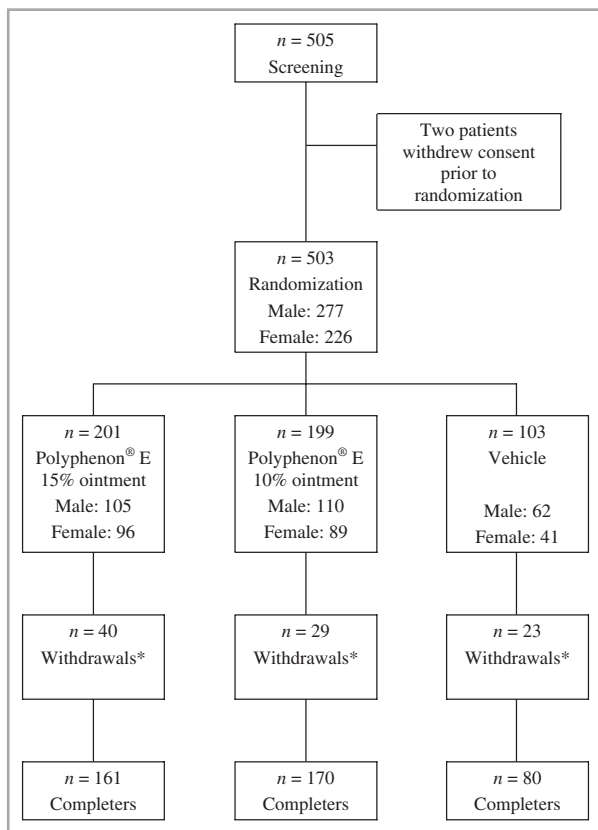 n = 505
Screening
Two patients
withdrew consent
prior to
randomization
n = 503
Randomization
Male: 277
Female: 226
n = 201
Polyphenon® E
15% ointment
Male: 105
Female: 96
n = 199
Polyphenon® E
10% ointment
Male: 110
Female: 89
n = 103
Vehicle
Male: 62
Female: 41
n = 40
Withdrawals*
n = 29
Withdrawals*
n = 23
Withdrawals*
n = 161
Completers
n = 170
Completers
n = 80
Completers